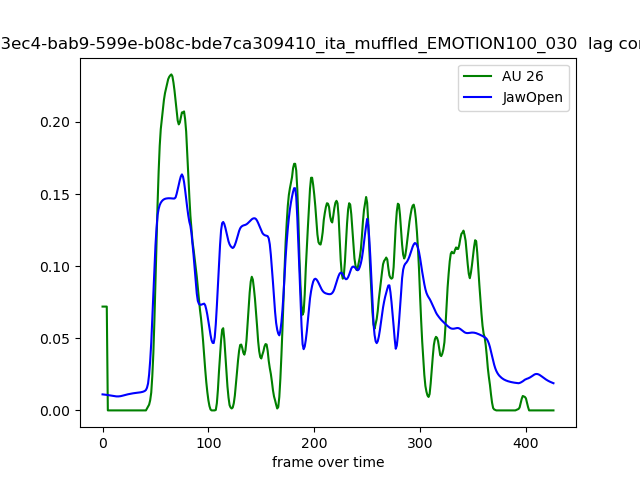 3ec4-bab9-599e-b08c-bde7ca309410_ita_muffled_EMOTION100_030 lag
AU 26
JawOpen
0.20
0.15
0.10
0.05
0.00
0 100 200 300 400
frame over time